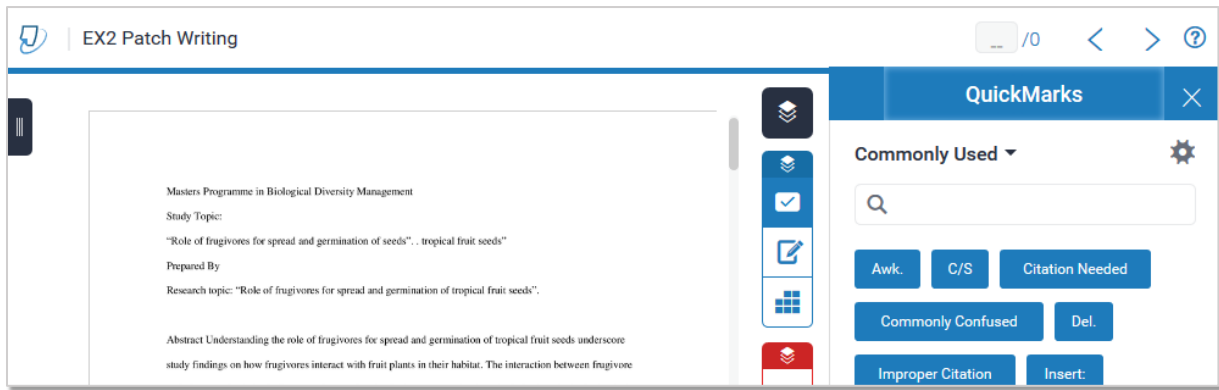 EX2 Patch Writing
-- /0
QuickMarks
Commonly Used
Masters Programme in Biological Diversity Management
Study Topic:
“Role of frugivores for spread and germination of seeds”. . tropical fruit seeds”
Prepared By
Research topic: “Role of frugivores for spread and germination of tropical fruit seeds”.
Abstract Understanding the role of frugivores for spread and germination of tropical fruit seeds underscore
study findings on how frugivores interact with fruit plants in their habitat. The interaction between frugivore
Awk. C/S Citation Needed
Commonly Confused Del.
Improper Citation Insert: